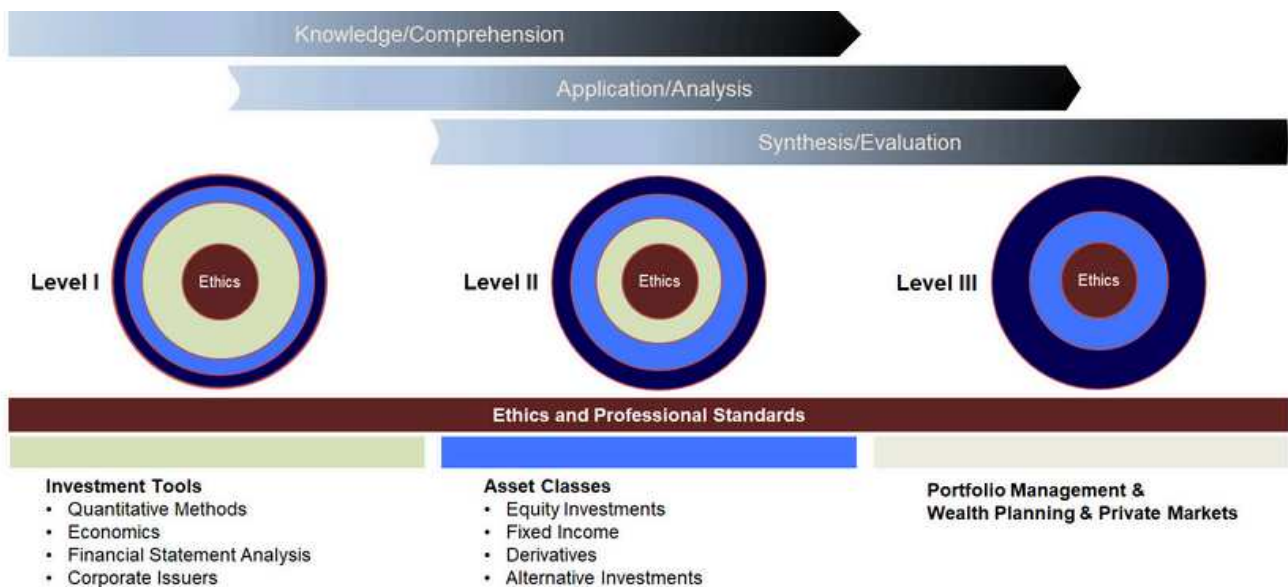 Knowledge/Comprehension
Application/Analysis
Synthesis/Evaluation
Level I
Ethics
Level II
Ethics
Level III
Ethics
Ethics and Professional Standards
Investment Tools
• Quantitative Methods
• Economics
• Financial Statement Analysis
• Corporate Issuers
Asset Classes
• Equity Investments
• Fixed Income
• Derivatives
• Alternative Investments
Portfolio Management &
Wealth Planning & Private Markets